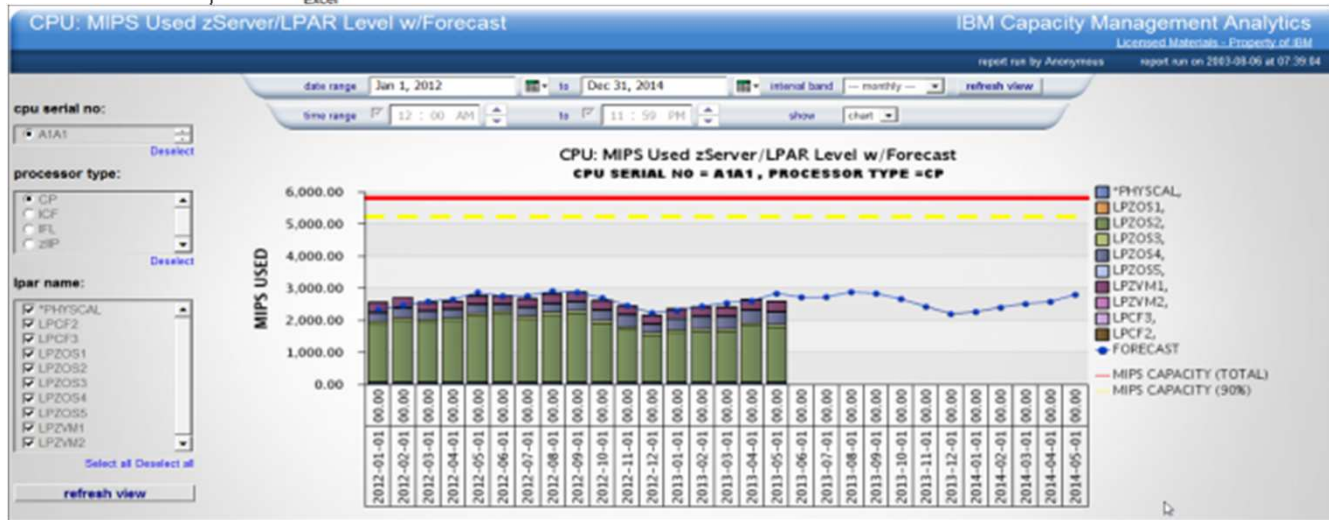 Excel
CPU: MIPS Used zServer/LPAR Level w/Forecast
IBM Capacity Management Analytics
Licensed Materials - Property of IBM
report run by Anonymous report run on 2003-08-06 at 07:39:04
date range Jan 1, 2012 to Dec 31, 2014 interval band -- monthly -- refresh view
time range 12 : 00 AM to 11 : 59 PM show chart
cpu serial no:
A1A1
Deselect
processor type:
CP
ICF
IFL
zIIP
Deselect
lpar name:
*PHYSCAL
LPCF2
LPCF3
LPZOS1
LPZOS2
LPZOS3
LPZOS4
LPZOS5
LPZVM1
LPZVM2
Select all Deselect all
refresh view
CPU: MIPS Used zServer/LPAR Level w/Forecast
CPU SERIAL NO = A1A1 , PROCESSOR TYPE =CP
MIPS USED
6,000.00
5,000.00
4,000.00
3,000.00
2,000.00
1,000.00
0.00
2012-01-01 00.00
2012-02-01 00.00
2012-03-01 00.00
2012-04-01 00.00
2012-05-01 00.00
2012-06-01 00.00
2012-07-01 00.00
2012-08-01 00.00
2012-09-01 00.00
2012-10-01 00.00
2012-11-01 00.00
2012-12-01 00.00
2013-01-01 00.00
2013-02-01 00.00
2013-03-01 00.00
2013-04-01 00.00
2013-05-01 00.00
2013-06-01 00.00
2013-07-01 00.00
2013-08-01 00.00
2013-09-01 00.00
2013-10-01 00.00
2013-11-01 00.00
2013-12-01 00.00
2014-01-01 00.00
2014-02-01 00.00
2014-03-01 00.00
2014-04-01 00.00
2014-05-01 00.00
*PHYSCAL,
LPZOS1,
LPZOS2,
LPZOS3,
LPZOS4,
LPZOS5,
LPZVM1,
LPZVM2,
LPCF3,
LPCF2,
FORECAST
MIPS CAPACITY (TOTAL)
MIPS CAPACITY (90%)